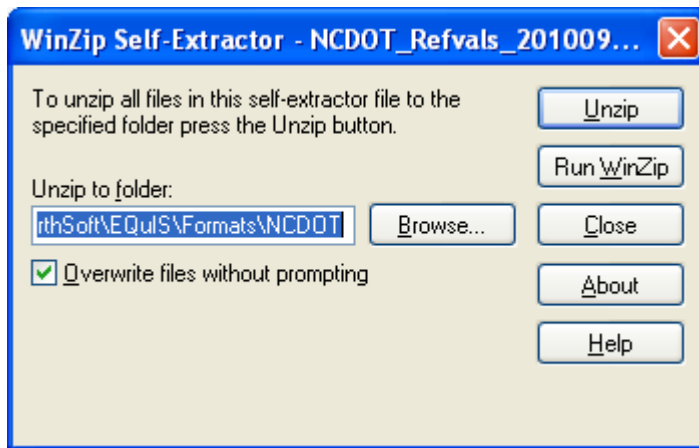 WinZip Self-Extractor - NCDOT_Refvals_201009...
To unzip all files in this self-extractor file to the
specified folder press the Unzip button.
Unzip to folder:
rthSoft\EQuIS\Formats\NCDOT
Browse...
Overwrite files without prompting
Unzip
Run WinZip
Close
About
Help